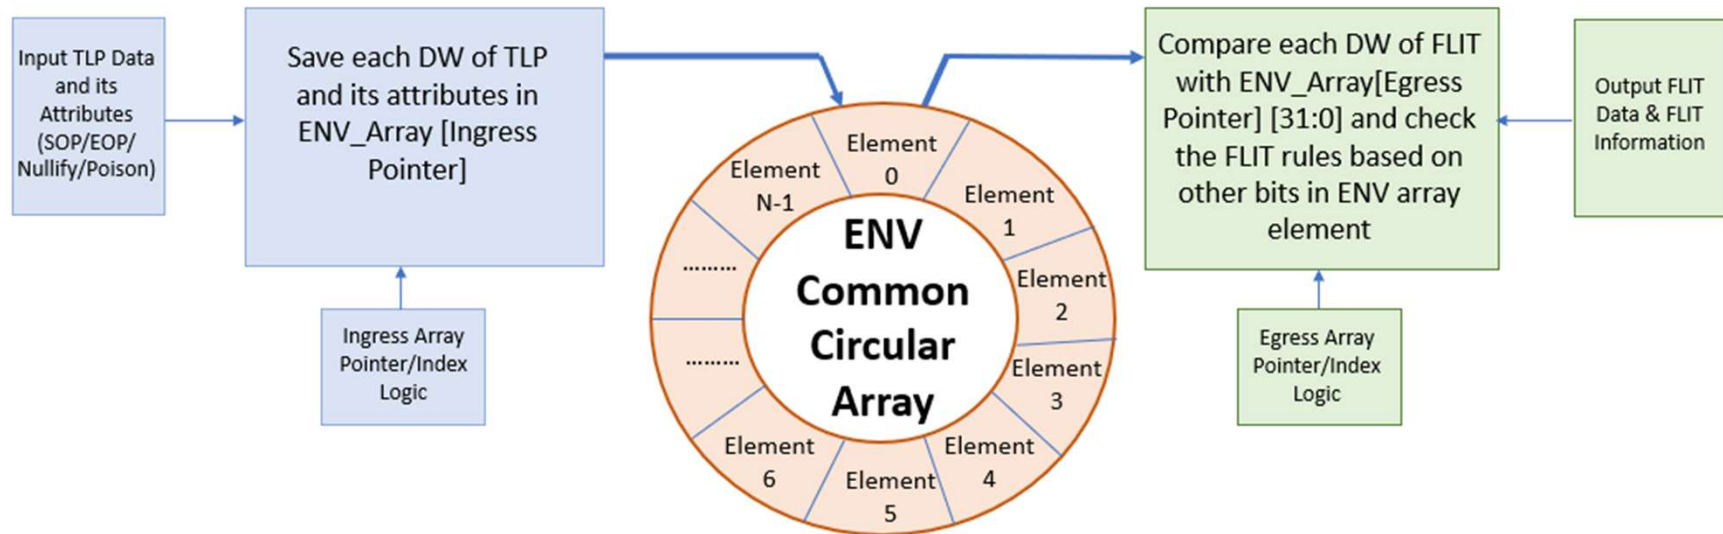 Input TLP Data
and its
Attributes
(SOP/EOP/
Nullify/Poison)
Save each DW of TLP
and its attributes in
ENV_Array [Ingress
Pointer]
Ingress Array
Pointer/Index
Logic
Element
0
Element
1
Element
2
Element
3
Element
4
Element
5
Element
6
.........
.........
Element
N-1
ENV
Common
Circular
Array
Compare each DW of FLIT
with ENV_Array[Egress
Pointer] [31:0] and check
the FLIT rules based on
other bits in ENV array
element
Egress Array
Pointer/Index
Logic
Output FLIT
Data & FLIT
Information